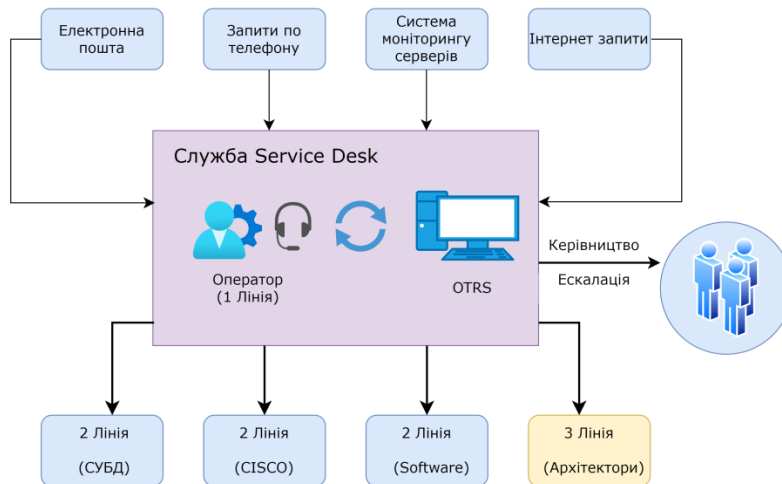 Електронна
пошта
Запити по
телефону
Система
моніторингу
серверів
Інтернет запити
Служба Service Desk
Оператор
(1 Лінія)
OTRS
Керівництво
Ескалація
2 Лінія
(СУБД)
2 Лінія
(CISCO)
2 Лінія
(Software)
3 Лінія
(Архітектори)